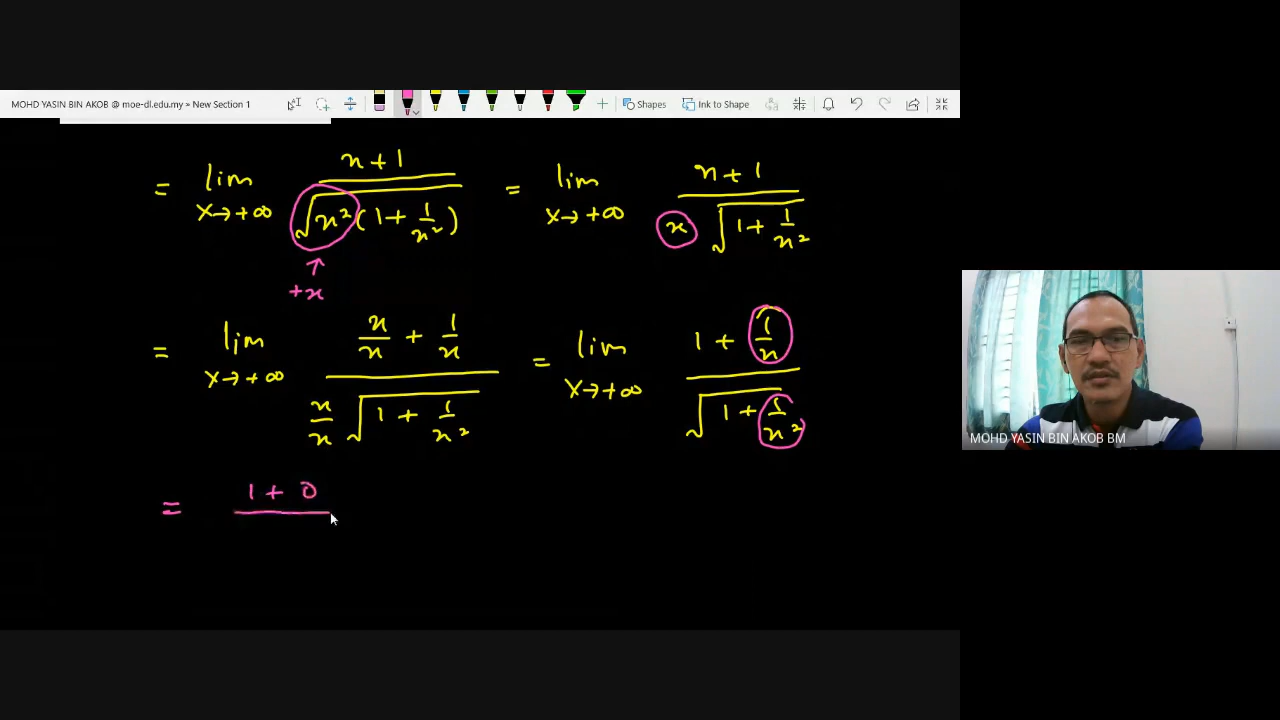 MOHD YASIN BIN AKOB @ moe-dl.edu.my » New Section 1
Shapes
Ink to Shape
= lim x→+∞ (x + 1) / √(x² (1 + 1/x²)) = lim x→+∞ (x + 1) / (x √(1 + 1/x²))
↑
+x
= lim x→+∞ (x/x + 1/x) / (x/x √(1 + 1/x²)) = lim x→+∞ (1 + 1/x) / √(1 + 1/x²)
= 1 + 0
MOHD YASIN BIN AKOB BM